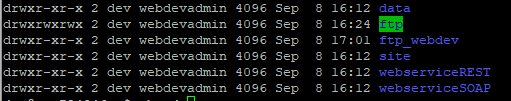 drwxr-xr-x 2 dev webdevadmin 4096 Sep  8 16:12 data
drwxrwxrwx 2 dev webdevadmin 4096 Sep  8 16:24 ftp
drwxr-xr-x 2 dev webdevadmin 4096 Sep  8 17:01 ftp_webdev
drwxr-xr-x 2 dev webdevadmin 4096 Sep  8 16:12 site
drwxr-xr-x 2 dev webdevadmin 4096 Sep  8 16:12 webserviceREST
drwxr-xr-x 2 dev webdevadmin 4096 Sep  8 16:12 webserviceSOAP